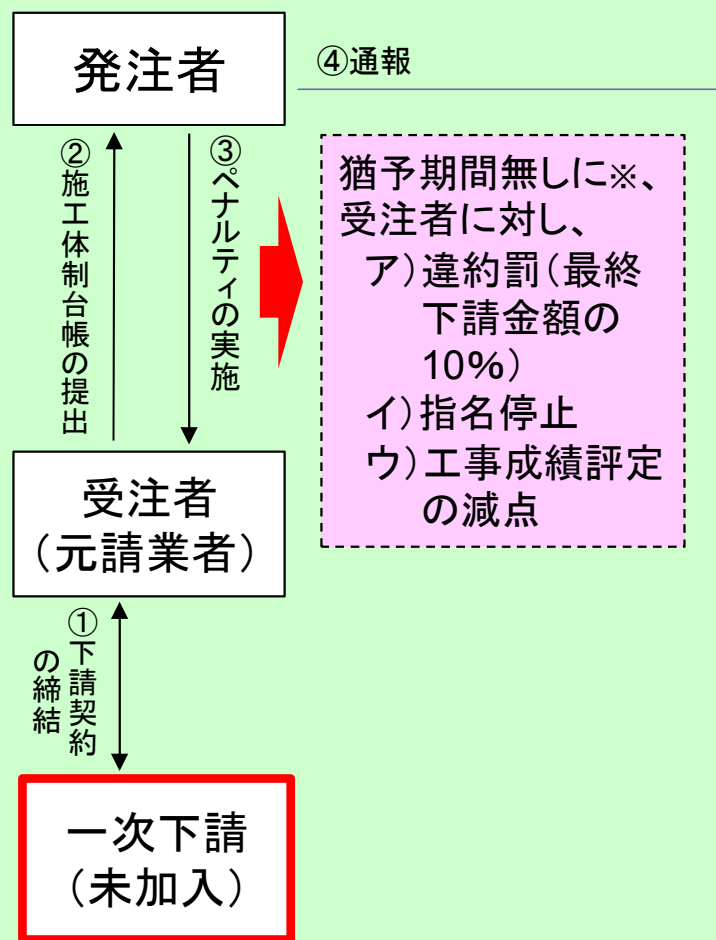 発注者
④通報
②施工体制台帳の提出
③ペナルティの実施
猶予期間無しに※、
受注者に対し、
ア)違約罰(最終
下請金額の
10%)
イ)指名停止
ウ)工事成績評定
の減点
受注者
(元請業者)
①下請契約
の締結
一次下請
(未加入)